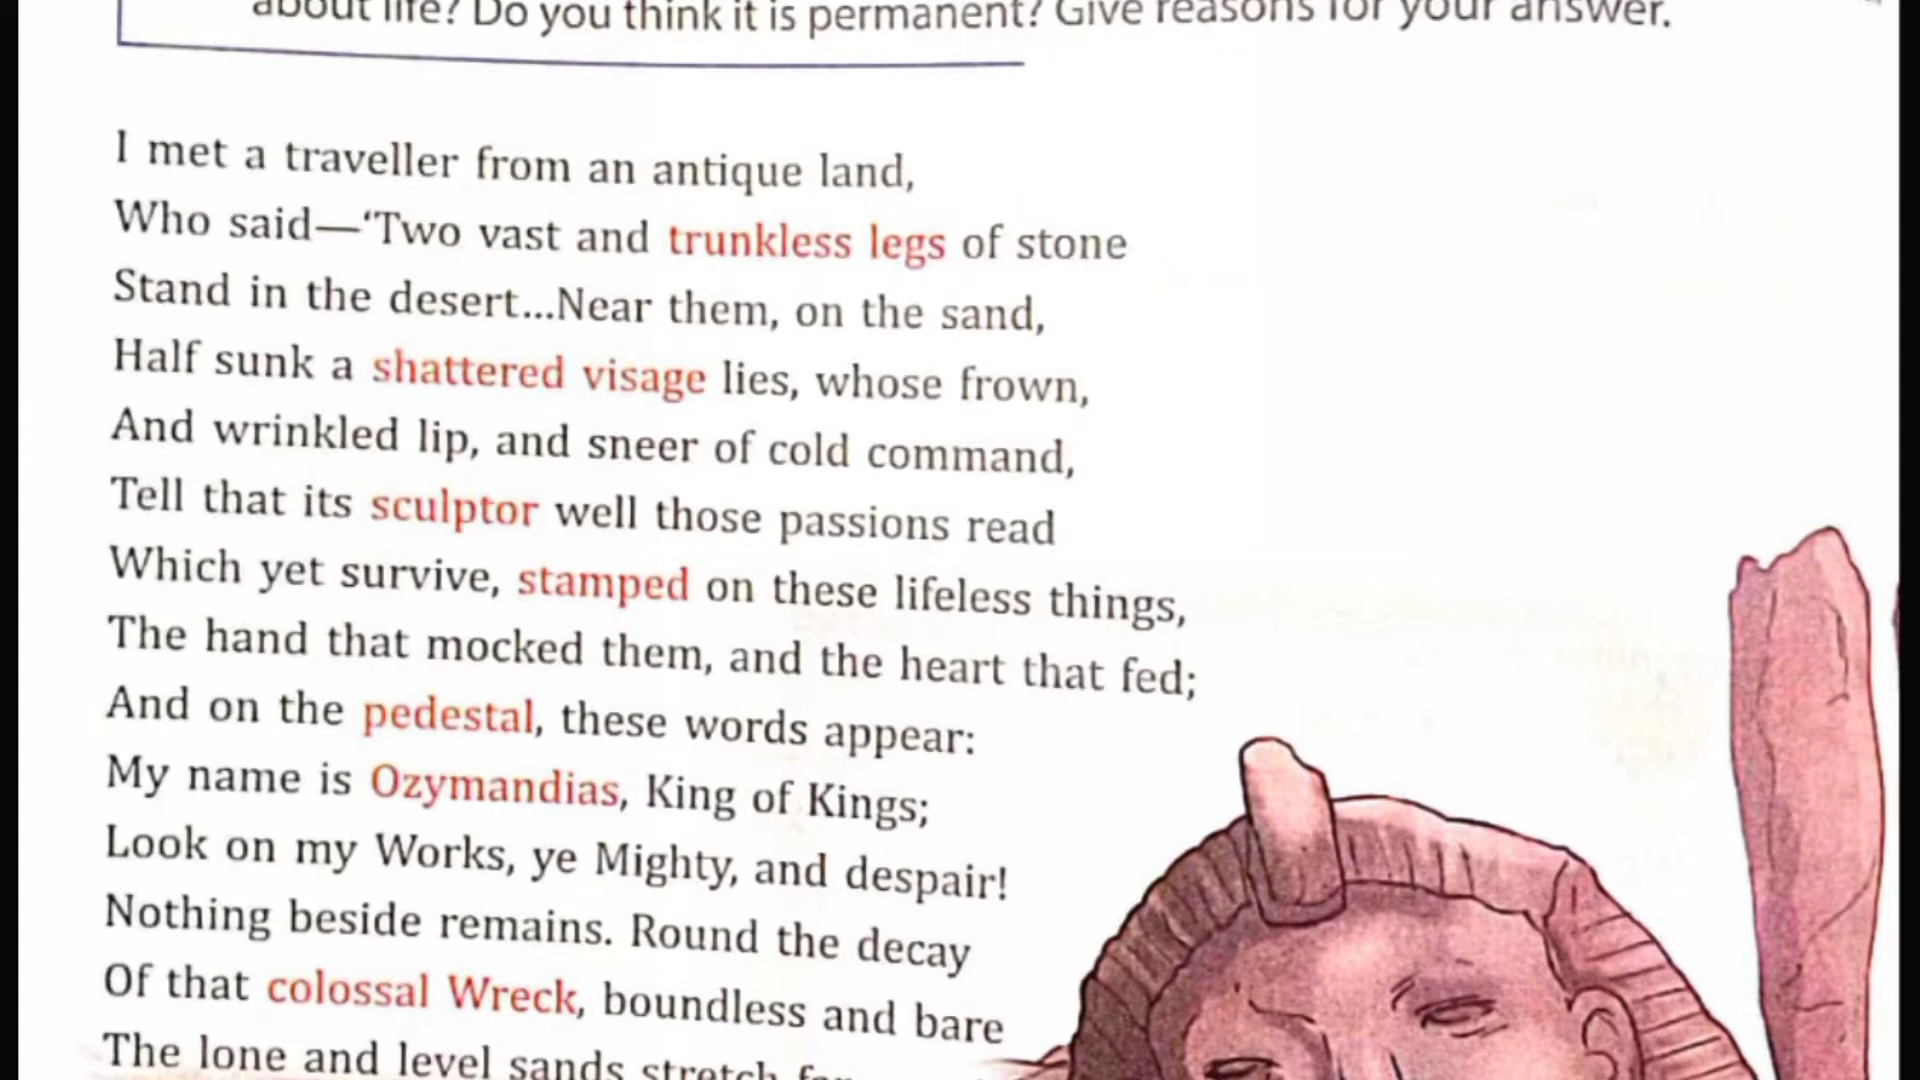 about life? Do you think it is permanent? Give reasons for your answer.
I met a traveller from an antique land,
Who said—‘Two vast and trunkless legs of stone
Stand in the desert...Near them, on the sand,
Half sunk a shattered visage lies, whose frown,
And wrinkled lip, and sneer of cold command,
Tell that its sculptor well those passions read
Which yet survive, stamped on these lifeless things,
The hand that mocked them, and the heart that fed;
And on the pedestal, these words appear:
My name is Ozymandias, King of Kings;
Look on my Works, ye Mighty, and despair!
Nothing beside remains. Round the decay
Of that colossal Wreck, boundless and bare
The lone and level sands stretch